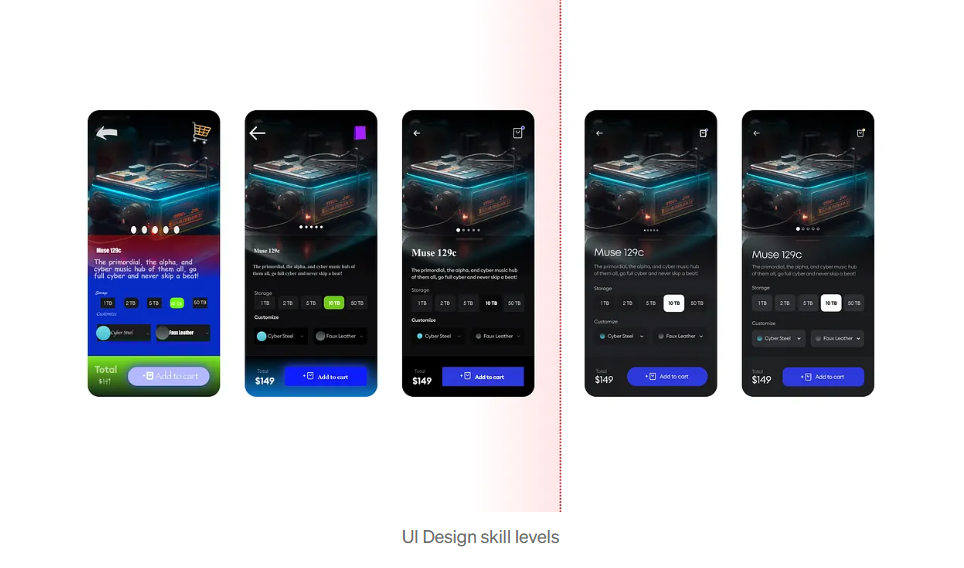 Muse 129c
The primordial, the alpha, and
cyber music hub of them all, go
full cyber and never skip a beat!
Storage
1 TB
2 TB
5 TB
50 TB
Customize
Cyber Steel
Faux Leather
Total
$149
Add to cart
Muse 129c
The primordial, the alpha, and cyber music hub of
them all, go full cyber and never skip a beat!
Storage
1TB
2 TB
5 TB
10 TB
50 TB
Customize
Cyber Steel
Faux Leather
Total
$149
+ Add to cart
Muse 129c
The primordial, the alpha, and cyber music hub
of them all, go full cyber and never skip a beat!
Storage
1TB
2 TB
5 TB
10 TB
50 TB
Customize
Cyber Steel
Faux Leather
Total
$149
+ Add to cart
Muse 129c
The primordial, the alpha, and cyber music hub
of them all, go full cyber and never skip a beat!
Storage
1TB
2 TB
5 TB
10 TB
50 TB
Customize
Cyber Steel
Faux Leather
Total
$149
+ Add to cart
Muse 129c
The primordial, the alpha, and cyber music hub
of them all, go full cyber and never skip a beat!
Storage
1TB
2 TB
5 TB
10 TB
50 TB
Customize
Cyber Steel
Faux Leather
Total
$149
+ Add to cart
UI Design skill levels